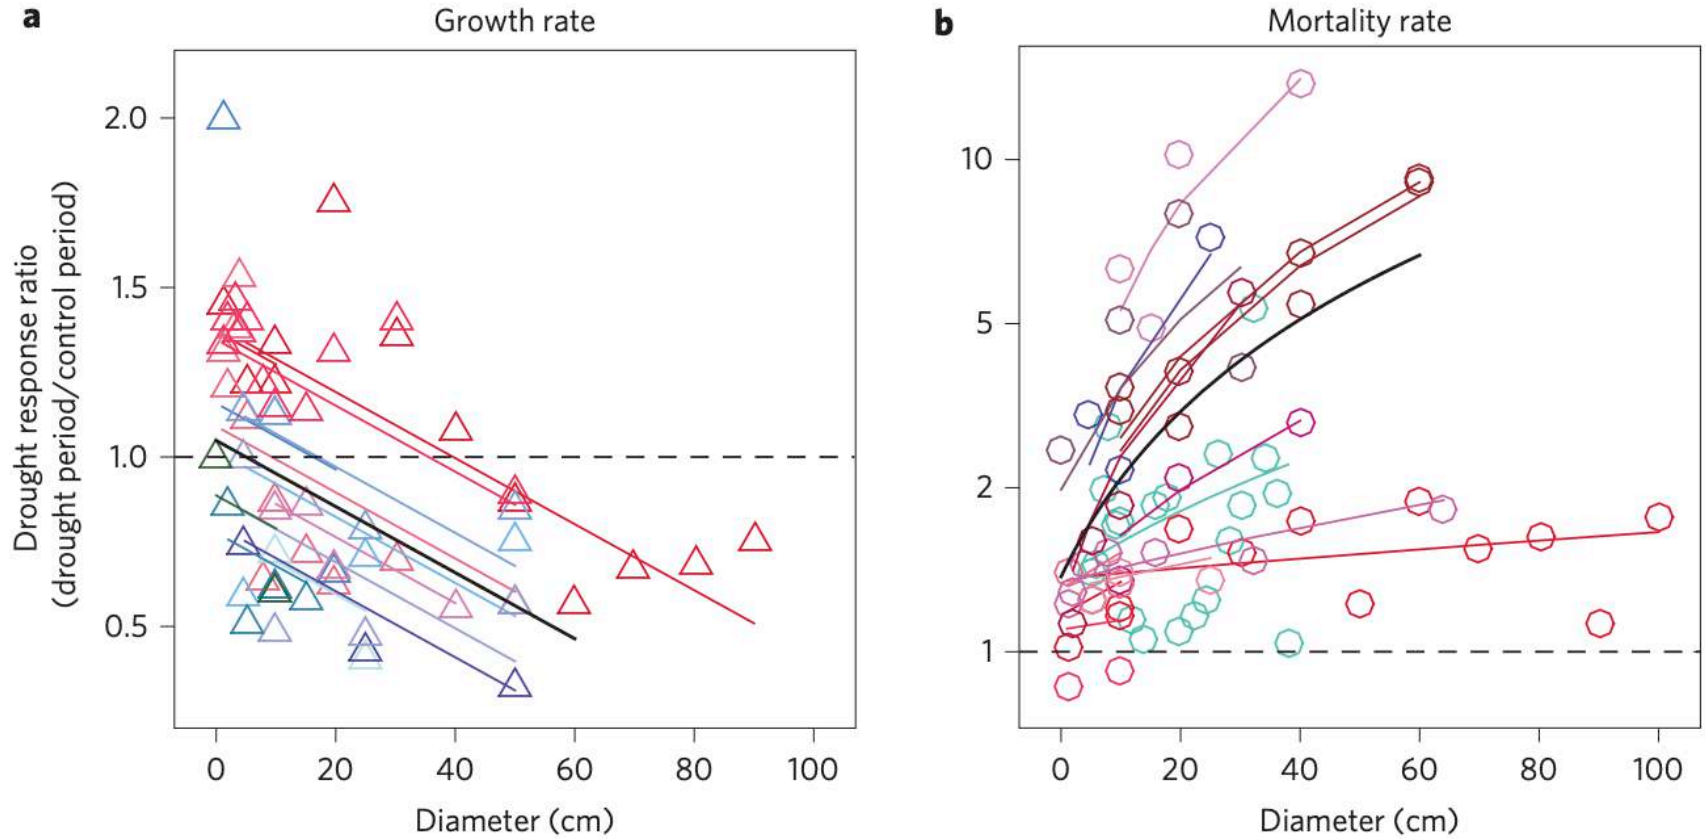 a
Growth rate
Drought response ratio
(drought period/control period)
2.0
1.5
1.0
0.5
0
20
40
60
80
100
Diameter (cm)
b
Mortality rate
10
5
2
1
0
20
40
60
80
100
Diameter (cm)